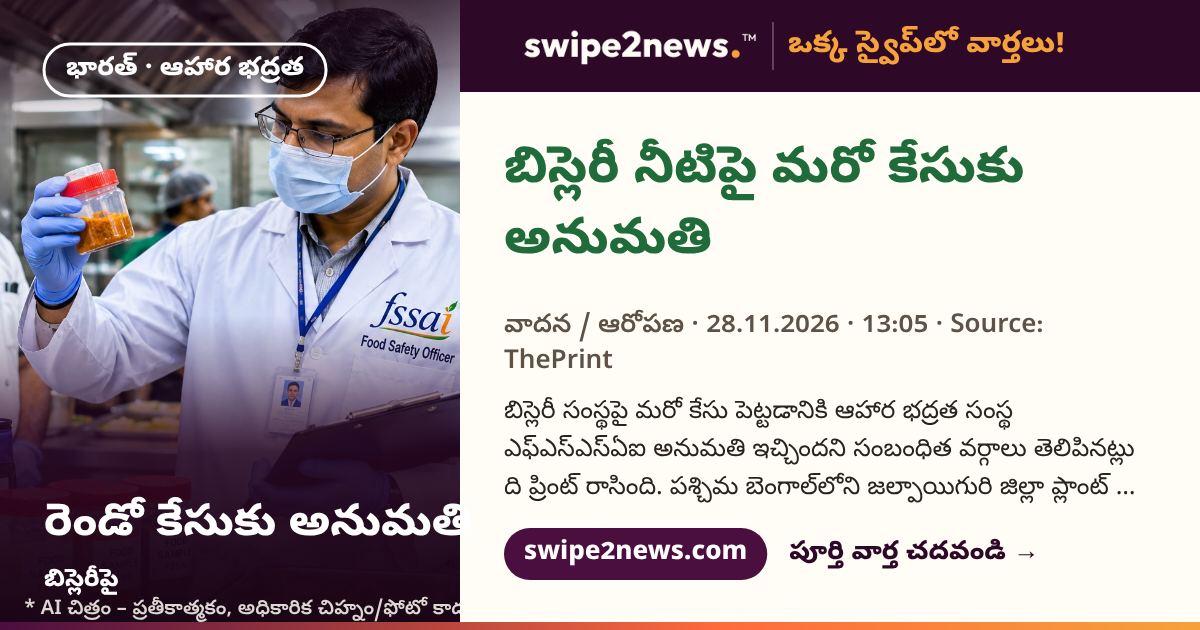 భారత్ · ఆహార భద్రత
fssai
Food Safety Officer
రెండో కేసుకు అనుమతి
బిస్లెరీపై
* AI చిత్రం – ప్రతీకాత్మకం, అధికారిక చిహ్నం/ఫోటో కాదు
swipe2news.™
ఒక్క స్వైప్‌లో వార్తలు!
బిస్లెరీ నీటిపై మరో కేసుకు
అనుమతి
వాదన / ఆరోపణ · 28.11.2026 · 13:05 · Source:
ThePrint
బిస్లెరీ సంస్థపై మరో కేసు పెట్టడానికి ఆహార భద్రత సంస్థ
ఎఫ్ఎస్ఎస్ఏఐ అనుమతి ఇచ్చిందని సంబంధిత వర్గాలు తెలిపినట్లు
ది ప్రింట్ రాసింది. పశ్చిమ బెంగాల్‌లోని జల్పాయిగురి జిల్లా ప్లాంట్ ...
swipe2news.com
పూర్తి వార్త చదవండి →